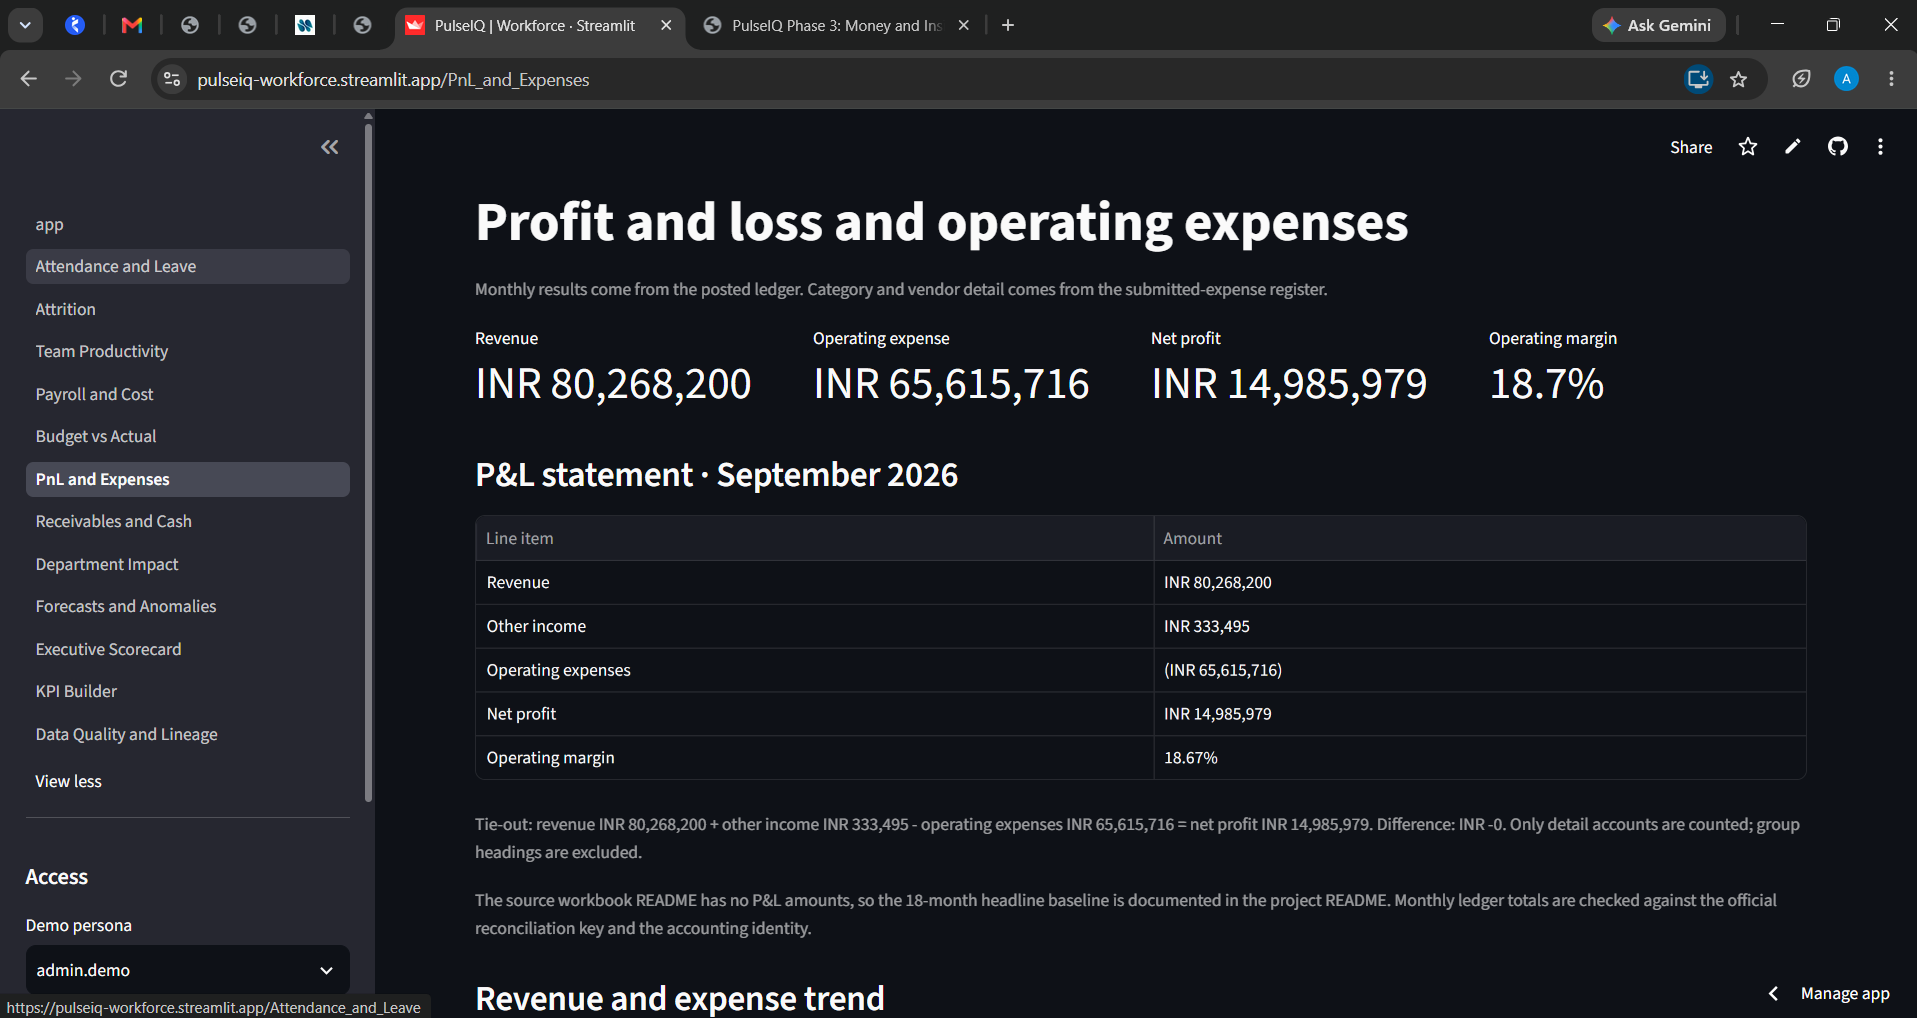 PulseIQ | Workforce · Streamlit
PulseIQ Phase 3: Money and Ins
Ask Gemini
pulseiq-workforce.streamlit.app/PnL_and_Expenses
A
Share
app
Attendance and Leave
Attrition
Team Productivity
Payroll and Cost
Budget vs Actual
PnL and Expenses
Receivables and Cash
Department Impact
Forecasts and Anomalies
Executive Scorecard
KPI Builder
Data Quality and Lineage
View less
Access
Demo persona
admin.demo
https://pulseiq-workforce.streamlit.app/Attendance_and_Leave
Profit and loss and operating expenses
Monthly results come from the posted ledger. Category and vendor detail comes from the submitted-expense register.
Revenue
INR 80,268,200
Operating expense
INR 65,615,716
Net profit
INR 14,985,979
Operating margin
18.7%
P&L statement · September 2026
Line item Amount
Revenue INR 80,268,200
Other income INR 333,495
Operating expenses (INR 65,615,716)
Net profit INR 14,985,979
Operating margin 18.67%
Tie-out: revenue INR 80,268,200 + other income INR 333,495 - operating expenses INR 65,615,716 = net profit INR 14,985,979. Difference: INR -0. Only detail accounts are counted; group
headings are excluded.
The source workbook README has no P&L amounts, so the 18-month headline baseline is documented in the project README. Monthly ledger totals are checked against the official
reconciliation key and the accounting identity.
Revenue and expense trend
Manage app